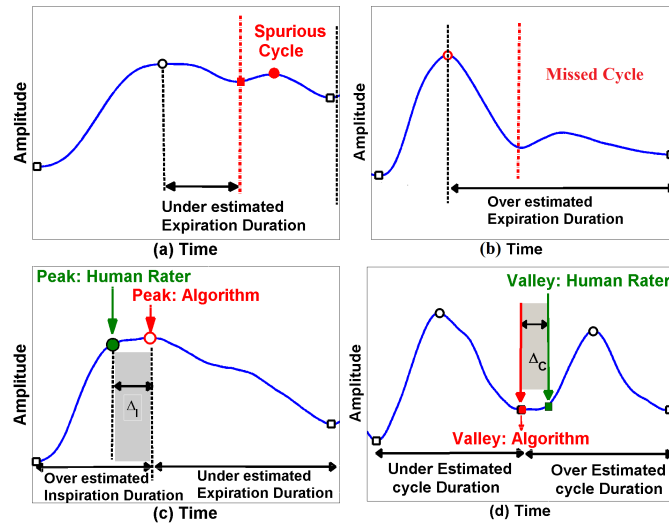 Spurious
Cycle
Amplitude
Under estimated
Expiration Duration
(a) Time
Missed Cycle
Amplitude
Over estimated
Expiration Duration
(b) Time
Peak: Human Rater
Peak: Algorithm
Amplitude
ΔI
Over estimated
Inspiration Duration
Under estimated
Expiration Duration
(c) Time
Valley: Human Rater
Amplitude
ΔC
Valley: Algorithm
Under Estimated
cycle Duration
Over Estimated
cycle Duration
(d) Time